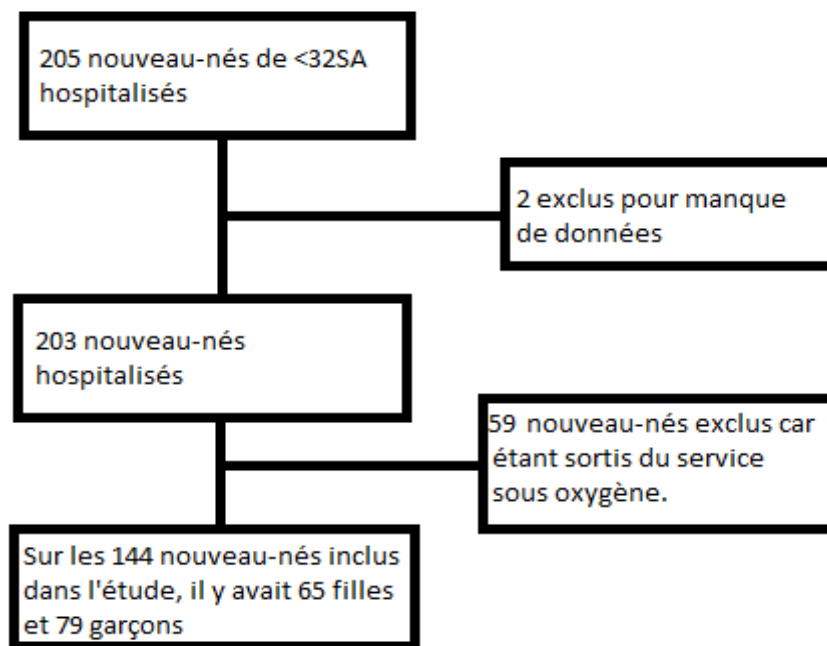 205 nouveau-nés de <32SA
hospitalisés
2 exclus pour manque
de données
203 nouveau-nés
hospitalisés
59 nouveau-nés exclus car
étant sortis du service
sous oxygène.
Sur les 144 nouveau-nés inclus
dans l'étude, il y avait 65 filles
et 79 garçons